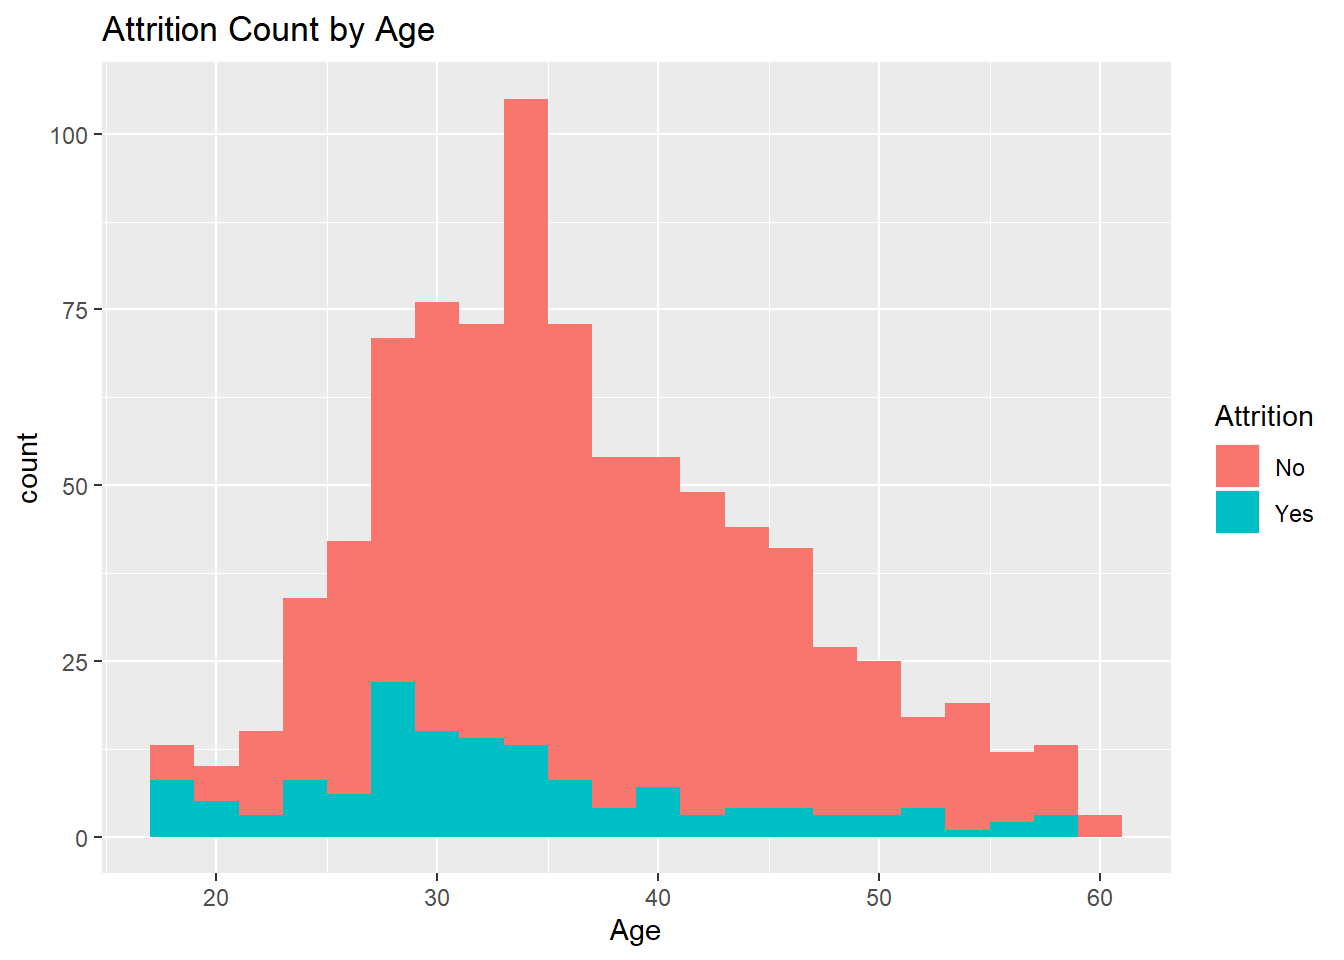 Attrition Count by Age
100
75
50
25
0
count
20 30 40 50 60
Age
Attrition
No
Yes